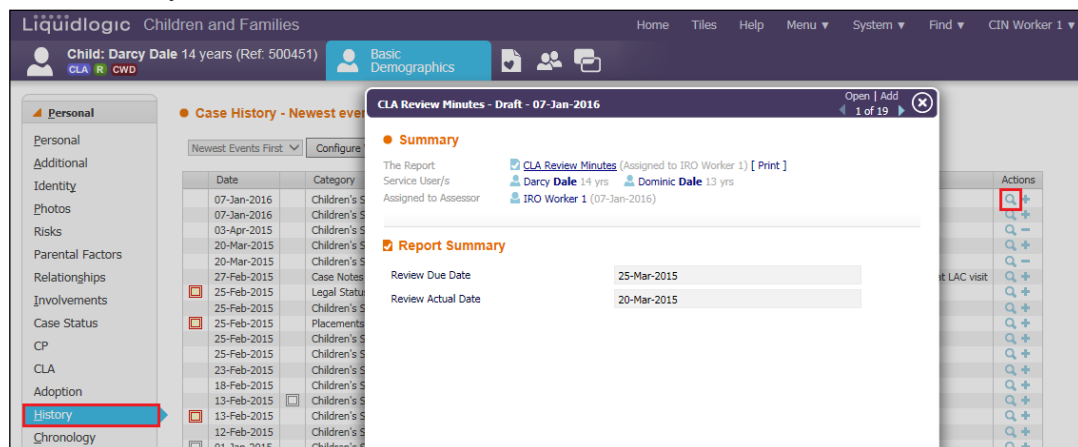 Liquidlogic Children and Families Home Tiles Help Menu ▼ System ▼ Find ▼ CIN Worker 1 ▼
Child: Darcy Dale 14 years (Ref: 500451)
CLA R CWD
Basic
Demographics
Personal
Personal
Additional
Identity
Photos
Risks
Parental Factors
Relationships
Involvements
Case Status
CP
CLA
Adoption
History
Chronology
Case History - Newest ever
Newest Events First Configure
Date Category Actions
07-Jan-2016 Children's S
07-Jan-2016 Children's S
03-Apr-2015 Children's S
20-Mar-2015 Children's S
20-Mar-2015 Children's S
27-Feb-2015 Case Notes at LAC visit
25-Feb-2015 Legal Statu
25-Feb-2015 Children's S
25-Feb-2015 Placements
25-Feb-2015 Children's S
25-Feb-2015 Children's S
23-Feb-2015 Children's S
18-Feb-2015 Children's S
13-Feb-2015 Children's S
13-Feb-2015 Children's S
12-Feb-2015 Children's S
01-Jan-2015 Children's S
CLA Review Minutes - Draft - 07-Jan-2016
Open | Add
1 of 19
Summary
The Report CLA Review Minutes (Assigned to IRO Worker 1) [ Print ]
Service User/s Darcy Dale 14 yrs Dominic Dale 13 yrs
Assigned to Assessor IRO Worker 1 (07-Jan-2016)
Report Summary
Review Due Date 25-Mar-2015
Review Actual Date 20-Mar-2015